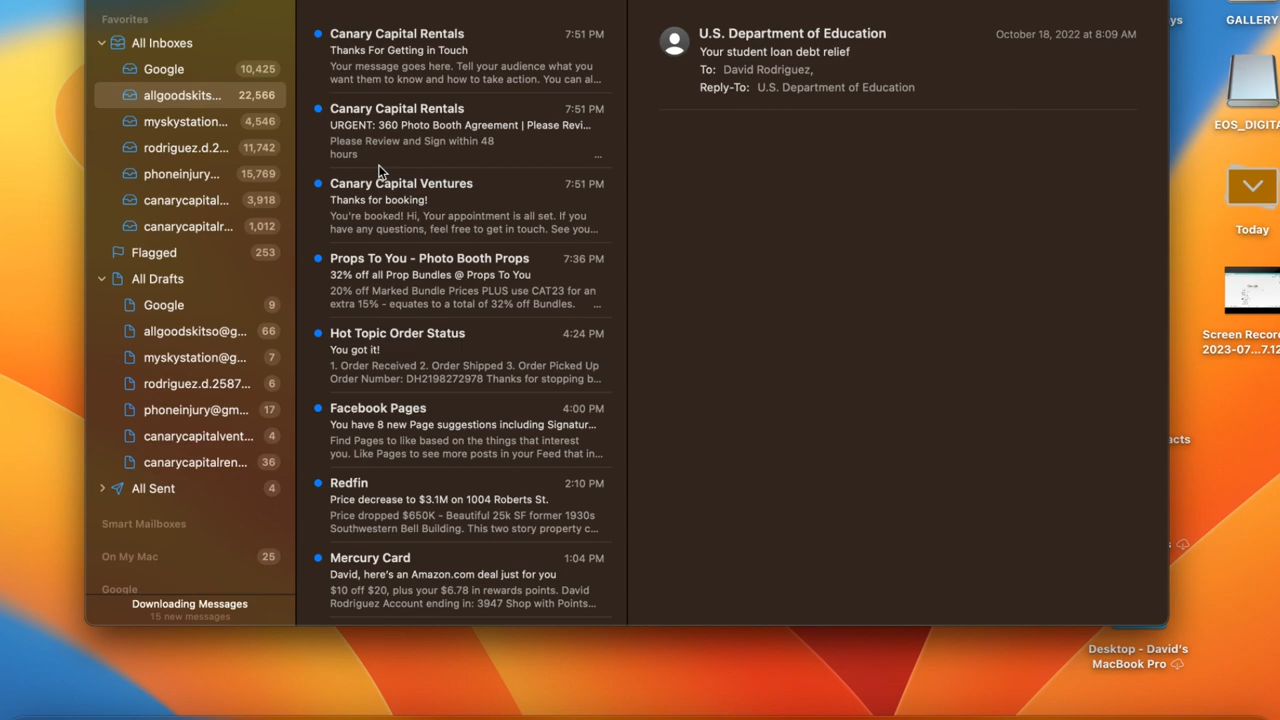 Favorites
All Inboxes
Google 10,425
allgoodskits... 22,566
myskystation... 4,546
rodriguez.d.2... 11,742
phoneinjury... 15,769
canarycapital... 3,918
canarycapitalr... 1,012
Flagged 253
All Drafts
Google 9
allgoodskitso@g... 66
myskystation@g... 7
rodriguez.d.2587... 6
phoneinjury@gm... 17
canarycapitalvent... 4
canarycapitalren... 36
All Sent 4
Smart Mailboxes
On My Mac 25
Google
Downloading Messages
15 new messages
Canary Capital Rentals 7:51 PM
Thanks For Getting in Touch
Your message goes here. Tell your audience what you
want them to know and how to take action. You can al...
Canary Capital Rentals 7:51 PM
URGENT: 360 Photo Booth Agreement | Please Revi...
Please Review and Sign within 48
hours ...
Canary Capital Ventures 7:51 PM
Thanks for booking!
You're booked! Hi, Your appointment is all set. If you
have any questions, feel free to get in touch. See you...
Props To You - Photo Booth Props 7:36 PM
32% off all Prop Bundles @ Props To You
20% off Marked Bundle Prices PLUS use CAT23 for an
extra 15% - equates to a total of 32% off Bundles. ...
Hot Topic Order Status 4:24 PM
You got it!
1. Order Received 2. Order Shipped 3. Order Picked Up
Order Number: DH2198272978 Thanks for stopping b...
Facebook Pages 4:00 PM
You have 8 new Page suggestions including Signatur...
Find Pages to like based on the things that interest
you. Like Pages to see more posts in your Feed that in...
Redfin 2:10 PM
Price decrease to $3.1M on 1004 Roberts St.
Price dropped $650K - Beautiful 25k SF former 1930s
Southwestern Bell Building. This two story property c...
Mercury Card 1:04 PM
David, here's an Amazon.com deal just for you
$10 off $20, plus your $6.78 in rewards points. David
Rodriguez Account ending in: 3947 Shop with Points...
U.S. Department of Education October 18, 2022 at 8:09 AM
Your student loan debt relief
To: David Rodriguez,
Reply-To: U.S. Department of Education
ys
GALLERY
EOS_DIGITA
Today
Screen Recor
2023-07...7.12
acts
s
Desktop - David's
MacBook Pro